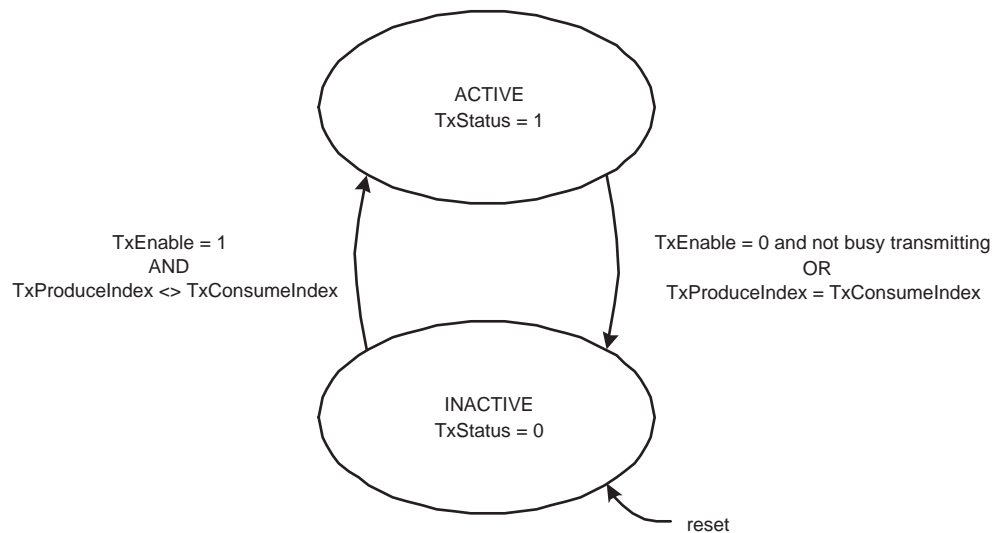 ACTIVE
TxStatus = 1
TxEnable = 1
AND
TxProduceIndex <> TxConsumeIndex
TxEnable = 0 and not busy transmitting
OR
TxProduceIndex = TxConsumeIndex
INACTIVE
TxStatus = 0
reset